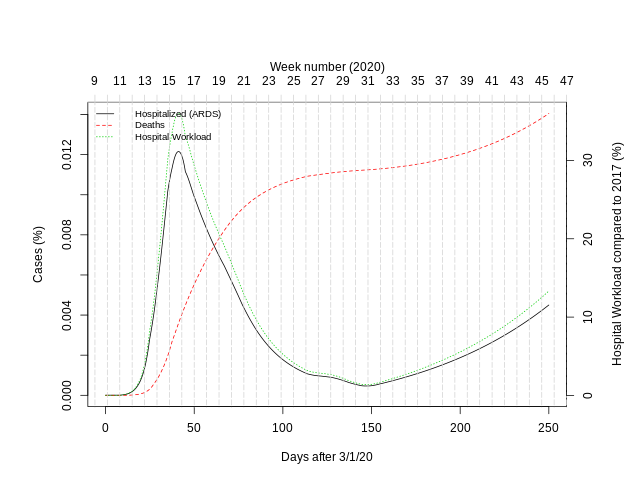 Week number (2020)
9 11 13 15 17 19 21 23 25 27 29 31 33 35 37 39 41 43 45 47
Hospitalized (ARDS)
Deaths
Hospital Workload
Cases (%)
0.000 0.004 0.008 0.012
Hospital Workload compared to 2017 (%)
0 10 20 30
0 50 100 150 200 250
Days after 3/1/20